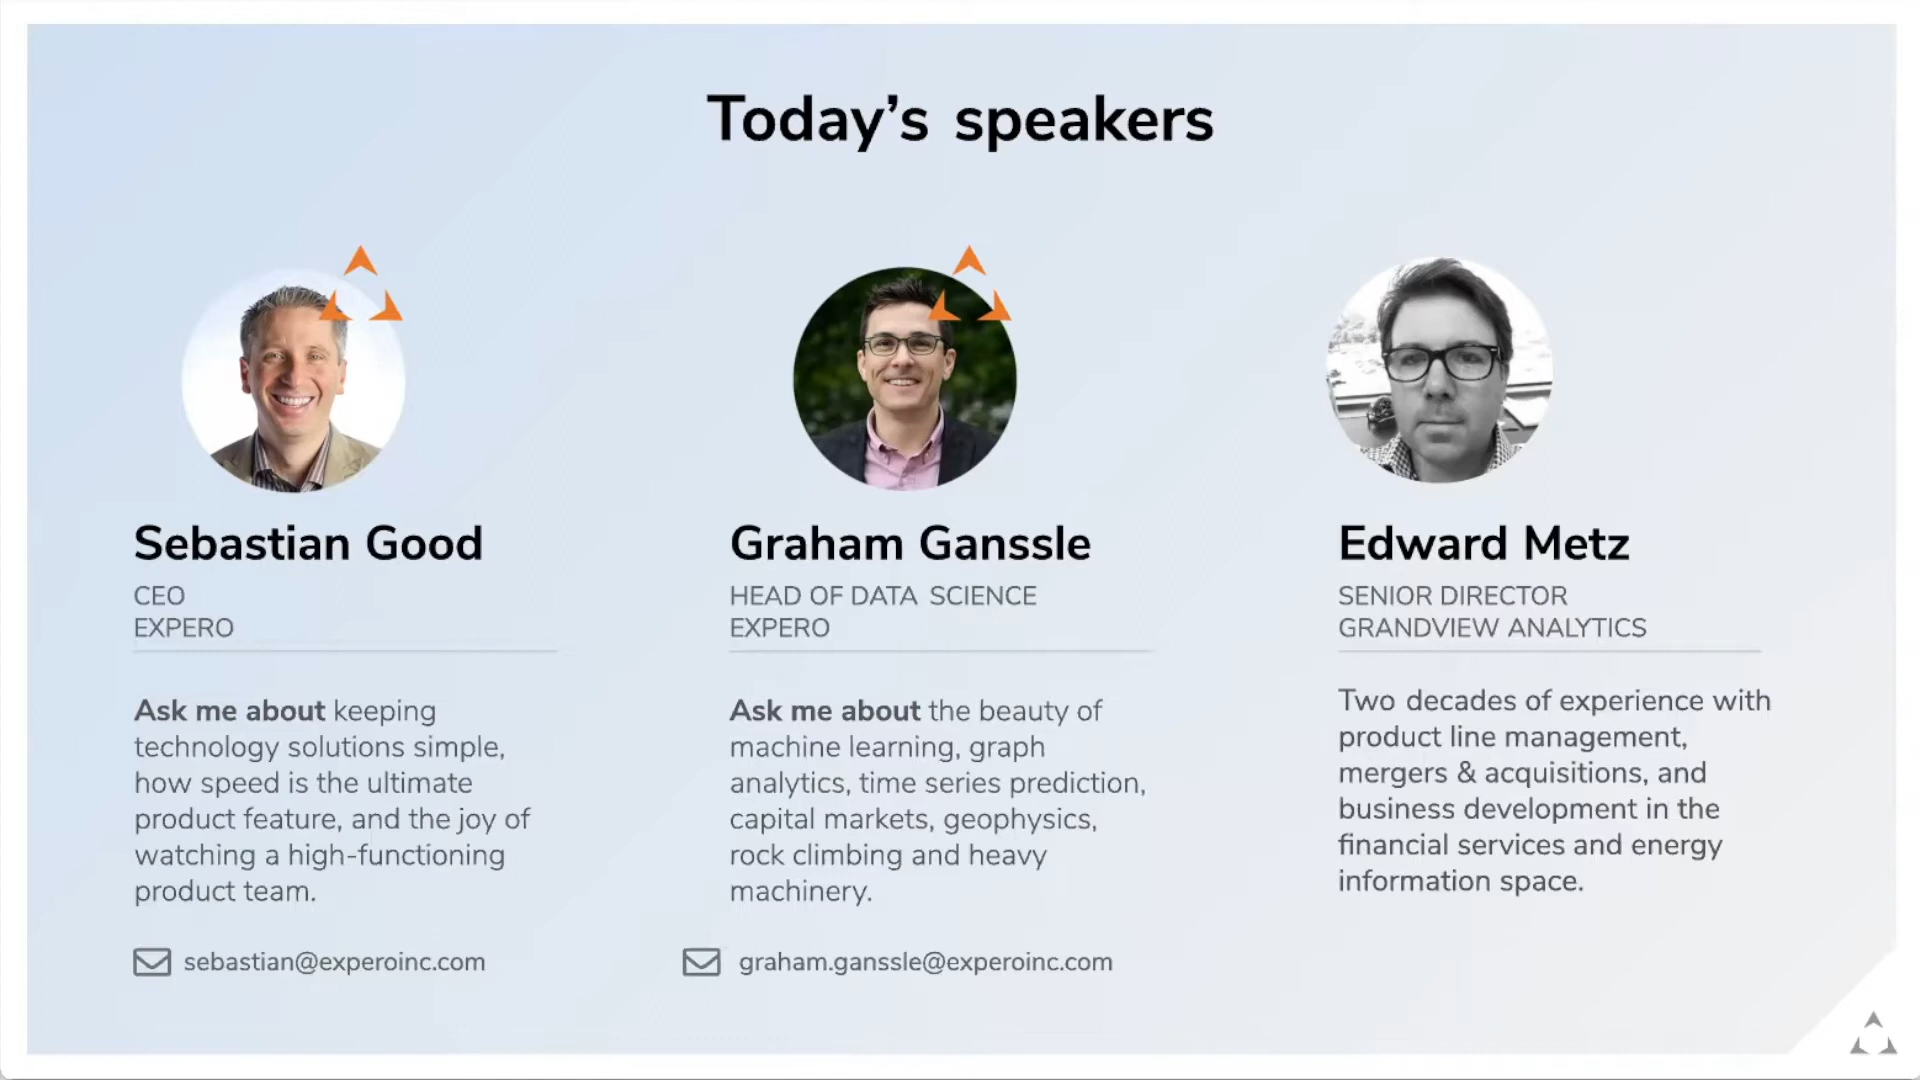 Today’s speakers
Sebastian Good
CEO
EXPERO
Ask me about keeping
technology solutions simple,
how speed is the ultimate
product feature, and the joy of
watching a high-functioning
product team.
sebastian@experoinc.com
Graham Ganssle
HEAD OF DATA SCIENCE
EXPERO
Ask me about the beauty of
machine learning, graph
analytics, time series prediction,
capital markets, geophysics,
rock climbing and heavy
machinery.
graham.ganssle@experoinc.com
Edward Metz
SENIOR DIRECTOR
GRANDVIEW ANALYTICS
Two decades of experience with
product line management,
mergers & acquisitions, and
business development in the
financial services and energy
information space.